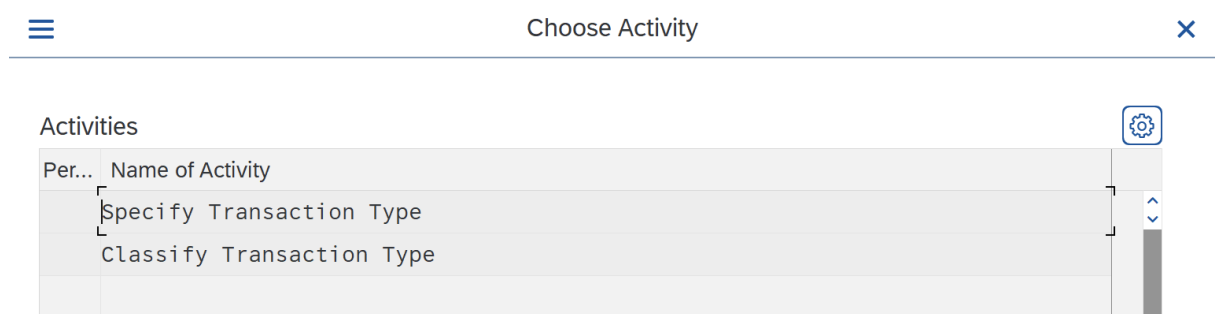 Choose Activity
Activities
Per... Name of Activity
Specify Transaction Type
Classify Transaction Type